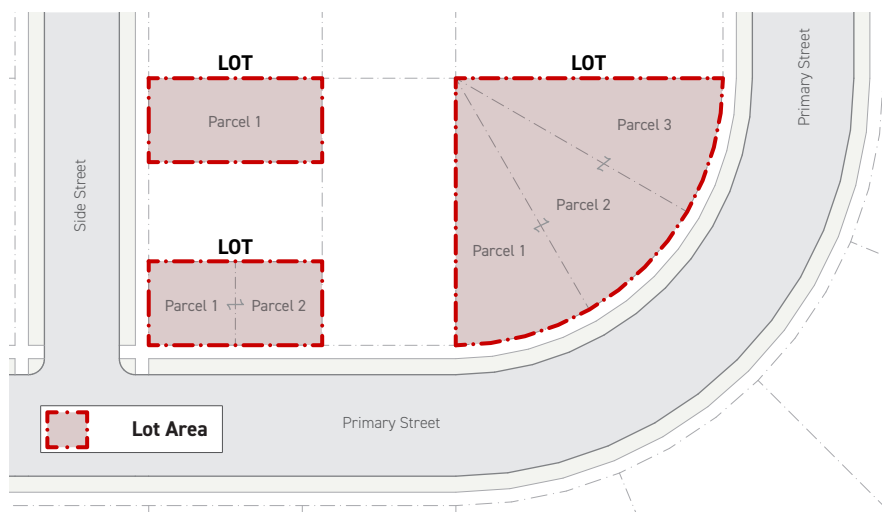 LOT
LOT
Primary Street
Parcel 1
Parcel 3
Side Street
Parcel 2
LOT
Parcel 1
Parcel 1
Parcel 2
Primary Street
Lot Area